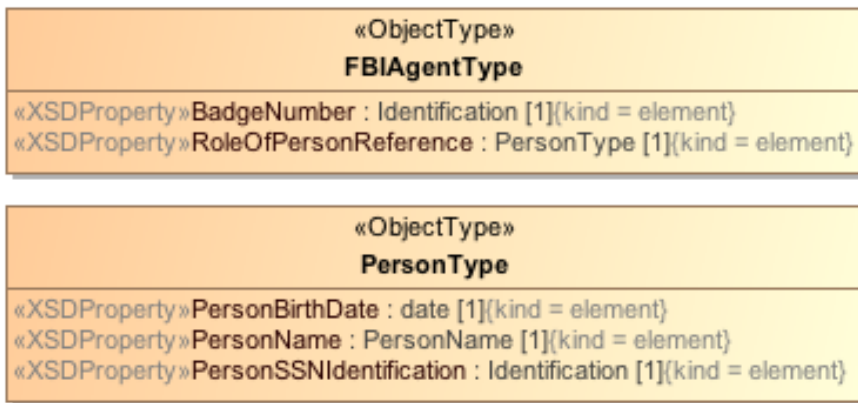 «ObjectType»
FBIAgentType
«XSDProperty»BadgeNumber : Identification [1]{kind = element}
«XSDProperty»RoleOfPersonReference : PersonType [1]{kind = element}
«ObjectType»
PersonType
«XSDProperty»PersonBirthDate : date [1]{kind = element}
«XSDProperty»PersonName : PersonName [1]{kind = element}
«XSDProperty»PersonSSNIdentification : Identification [1]{kind = element}